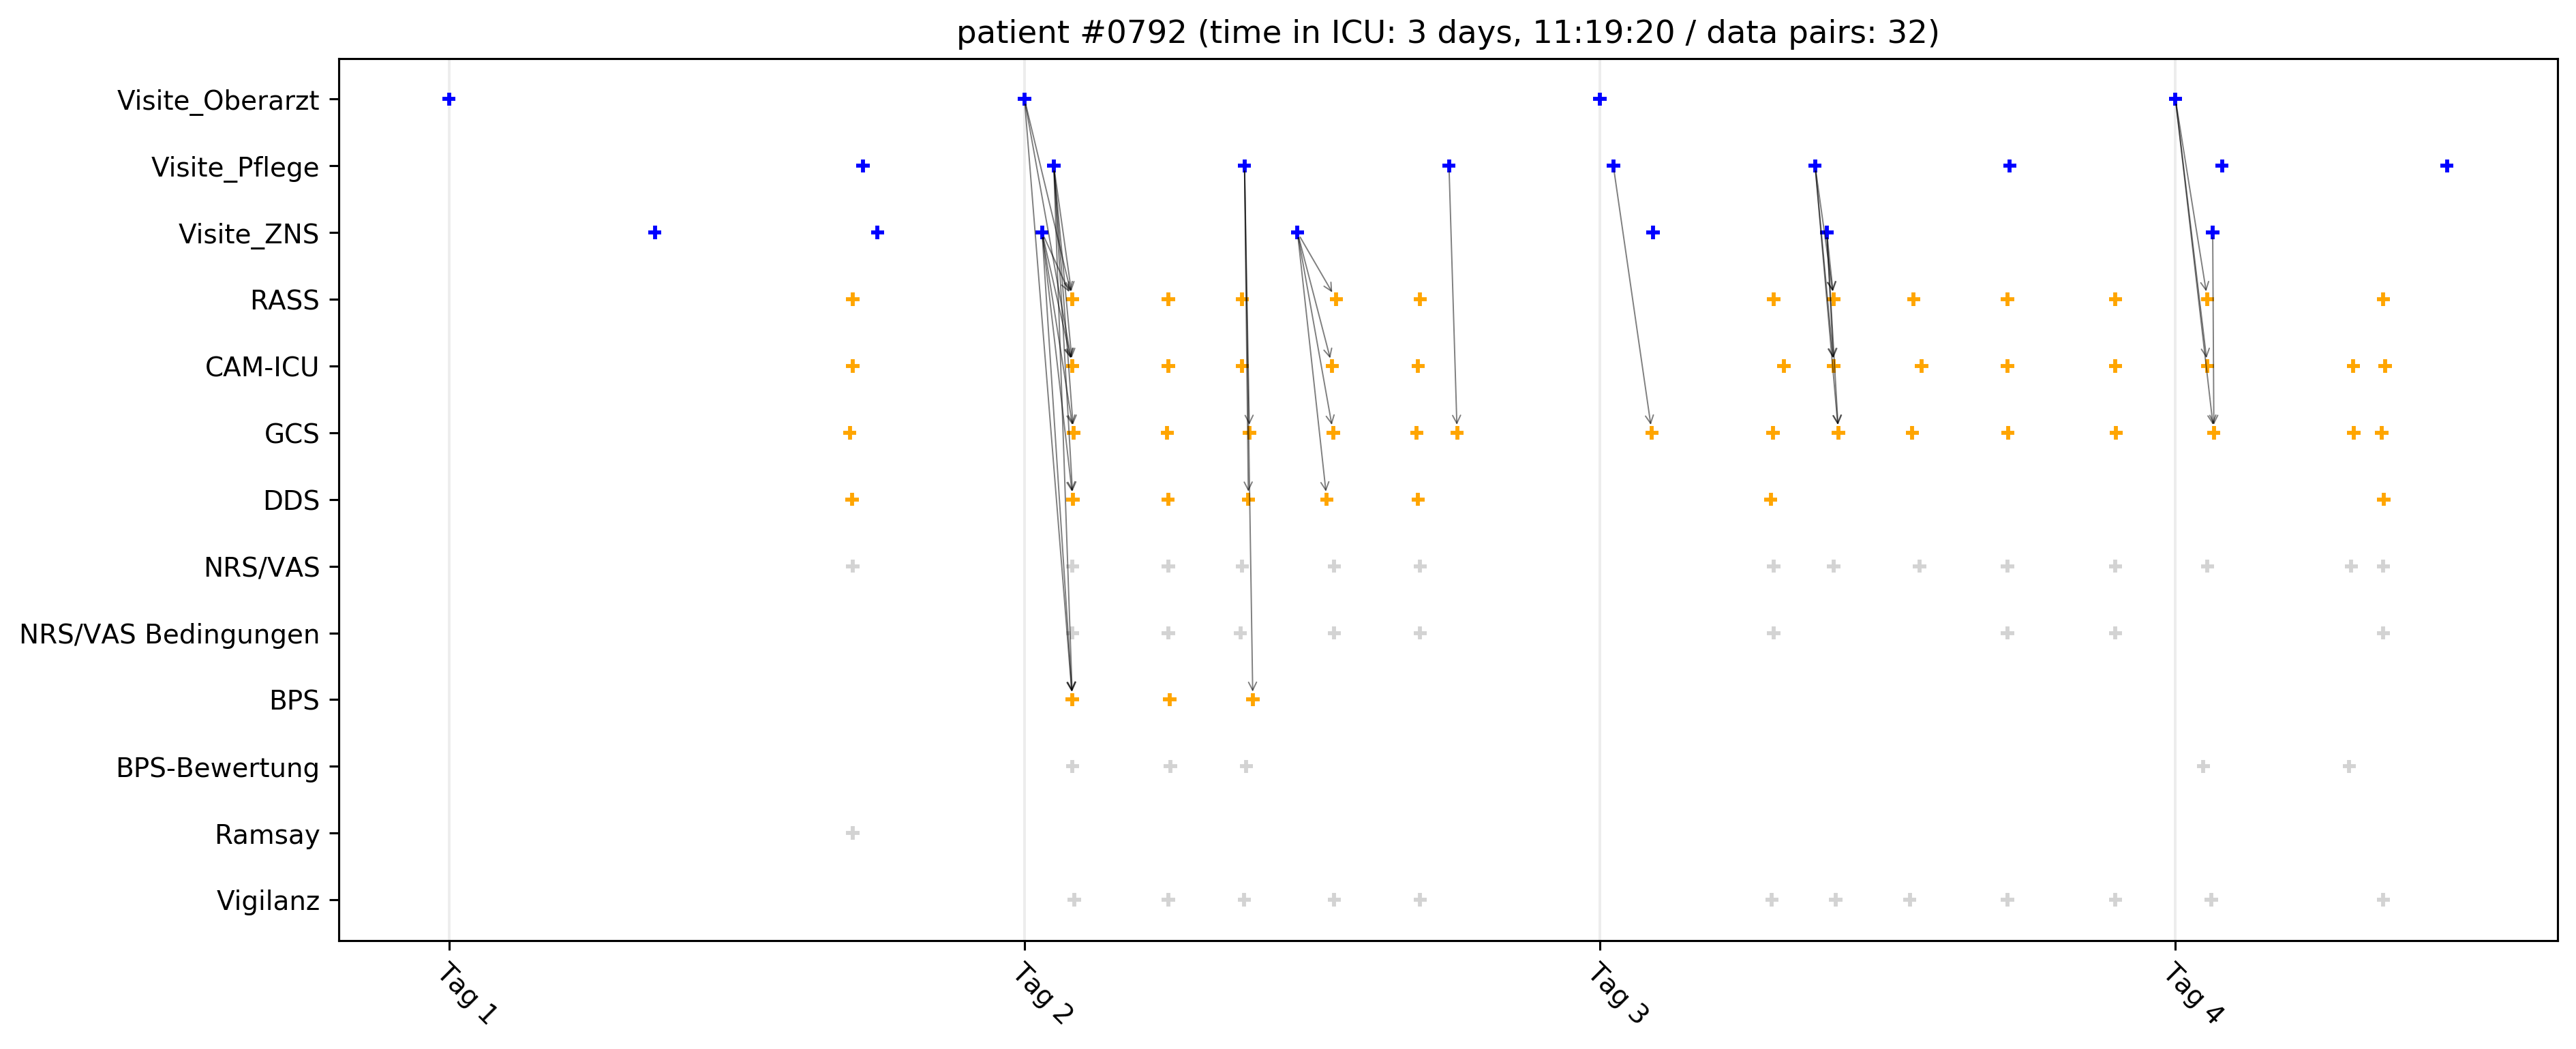 patient #0792 (time in ICU: 3 days, 11:19:20 / data pairs: 32)
Visite_Oberarzt
Visite_Pflege
Visite_ZNS
RASS
CAM-ICU
GCS
DDS
NRS/VAS
NRS/VAS Bedingungen
BPS
BPS-Bewertung
Ramsay
Vigilanz
Tag 1
Tag 2
Tag 3
Tag 4